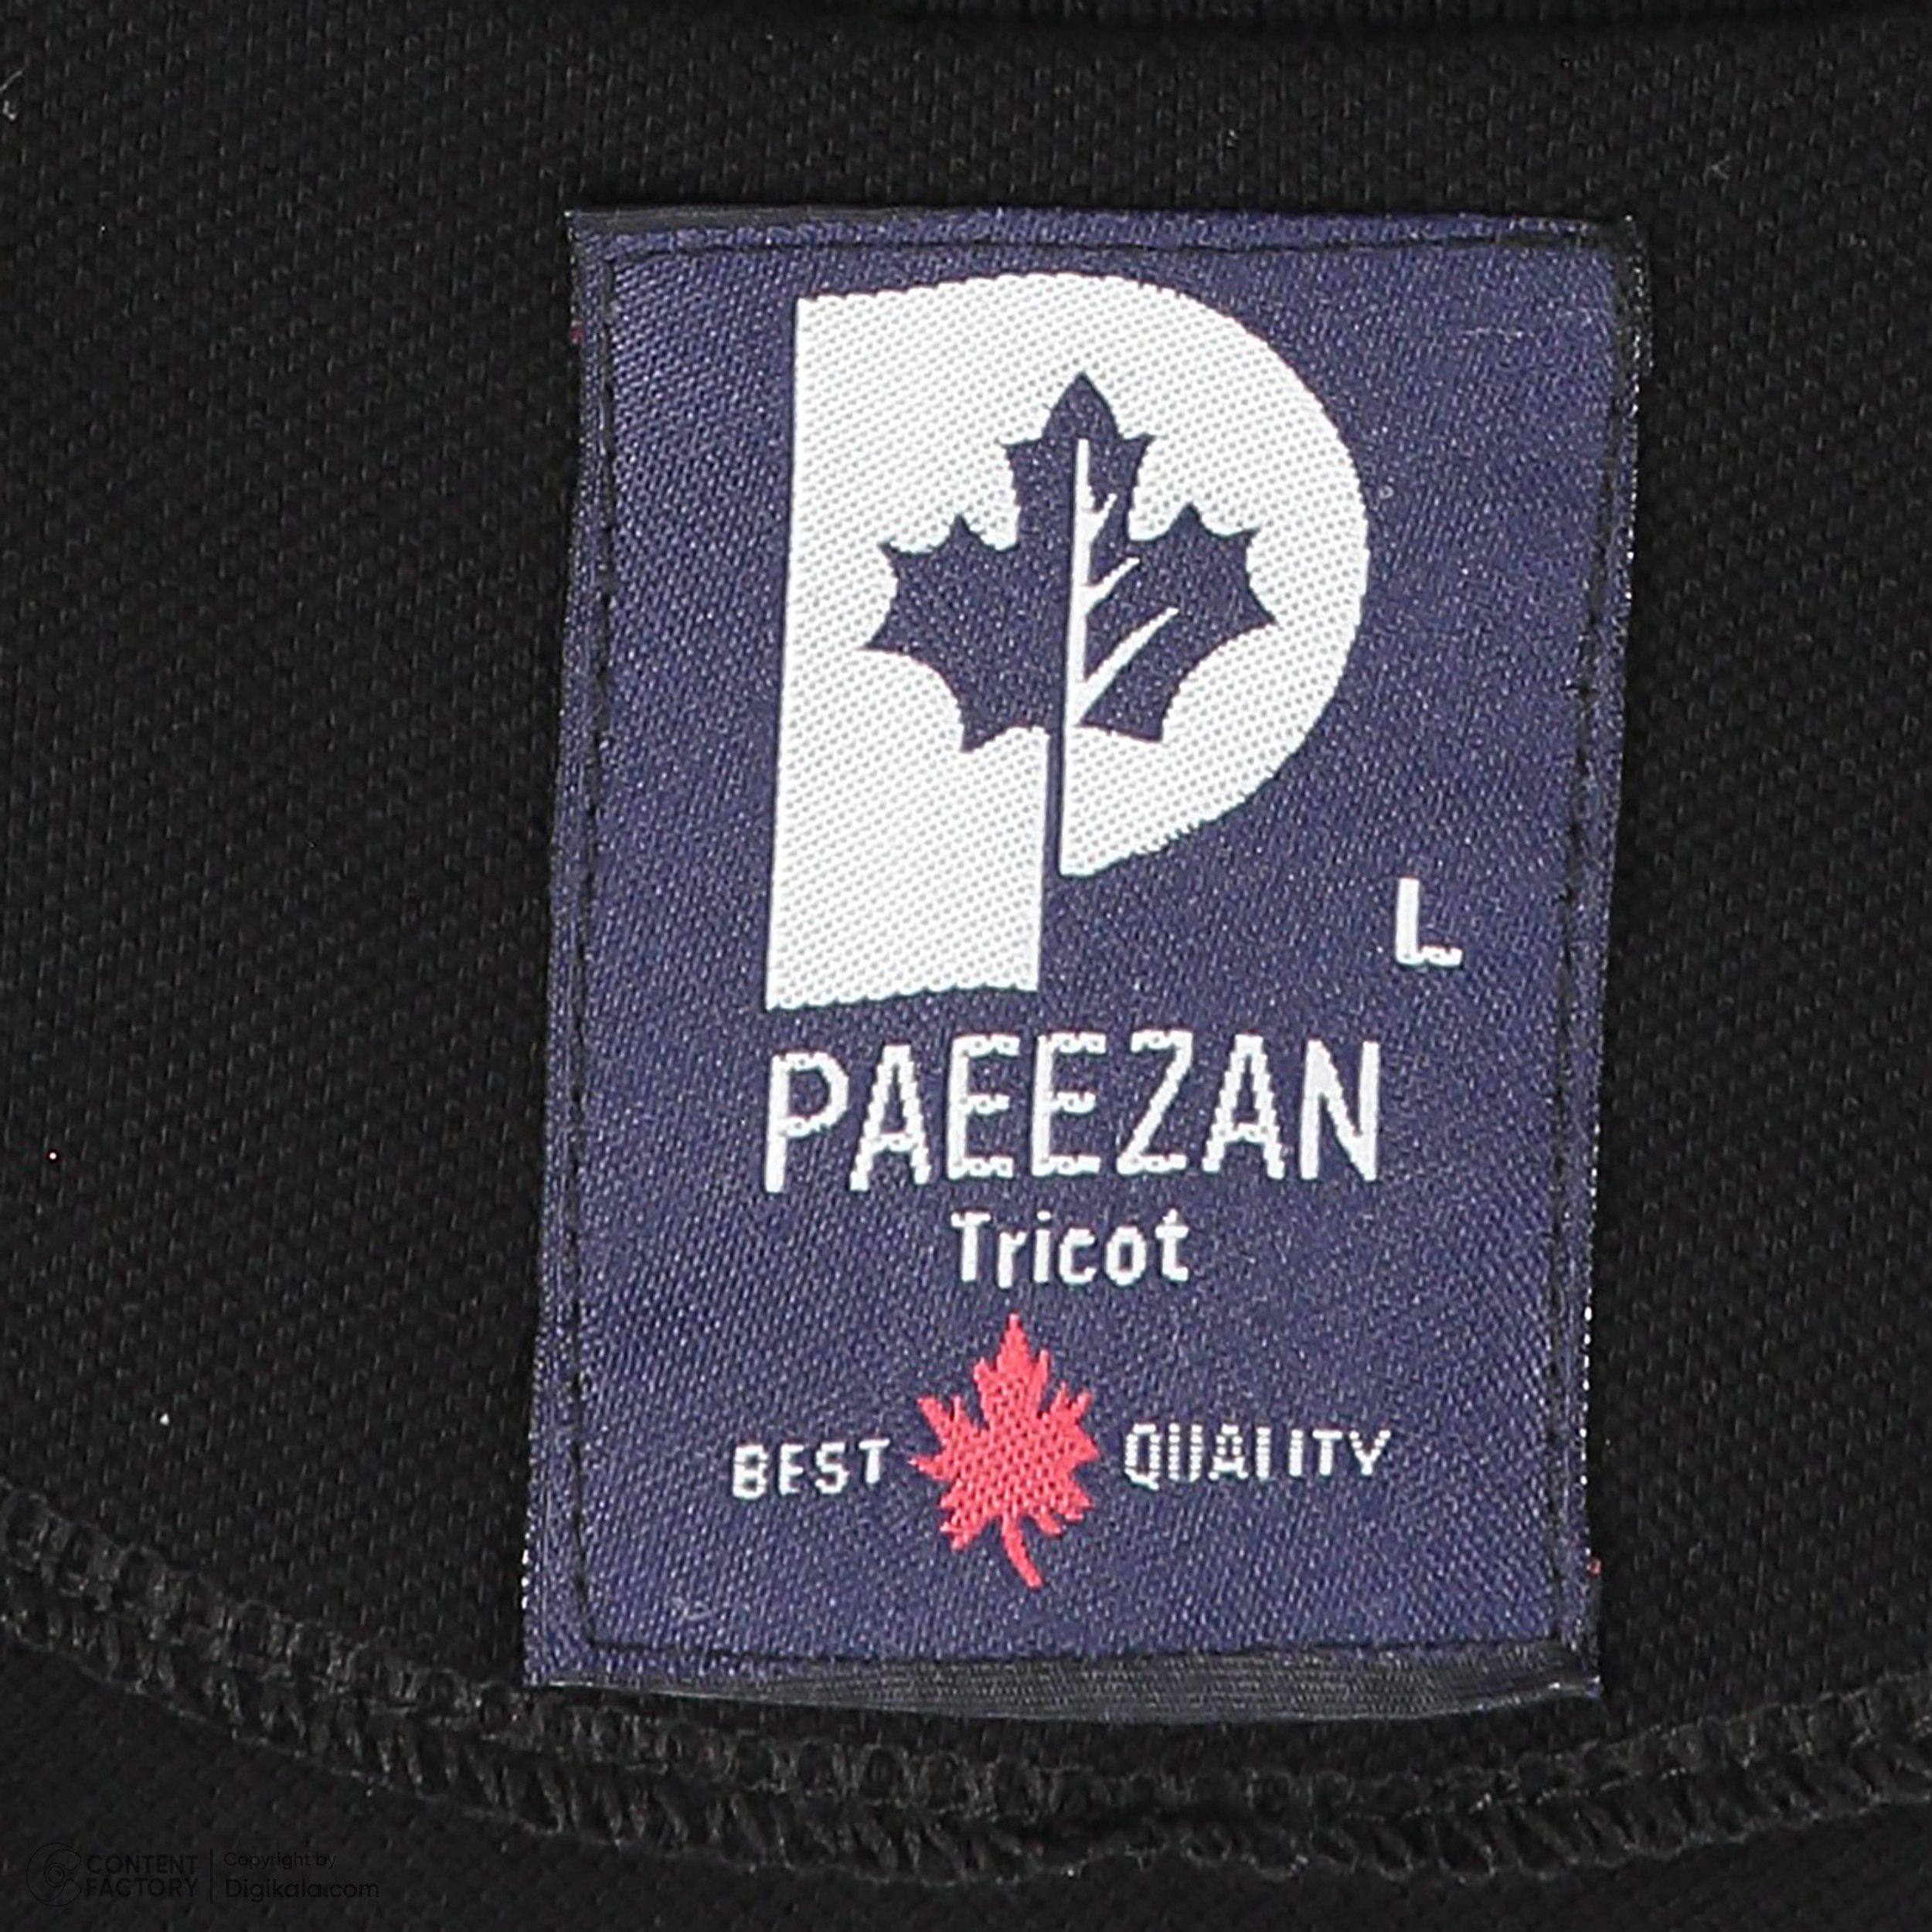 P
L
PAEEZAN
Tricot
BEST QUALITY
CONTENT FACTORY
Copyright by
Digikala.com